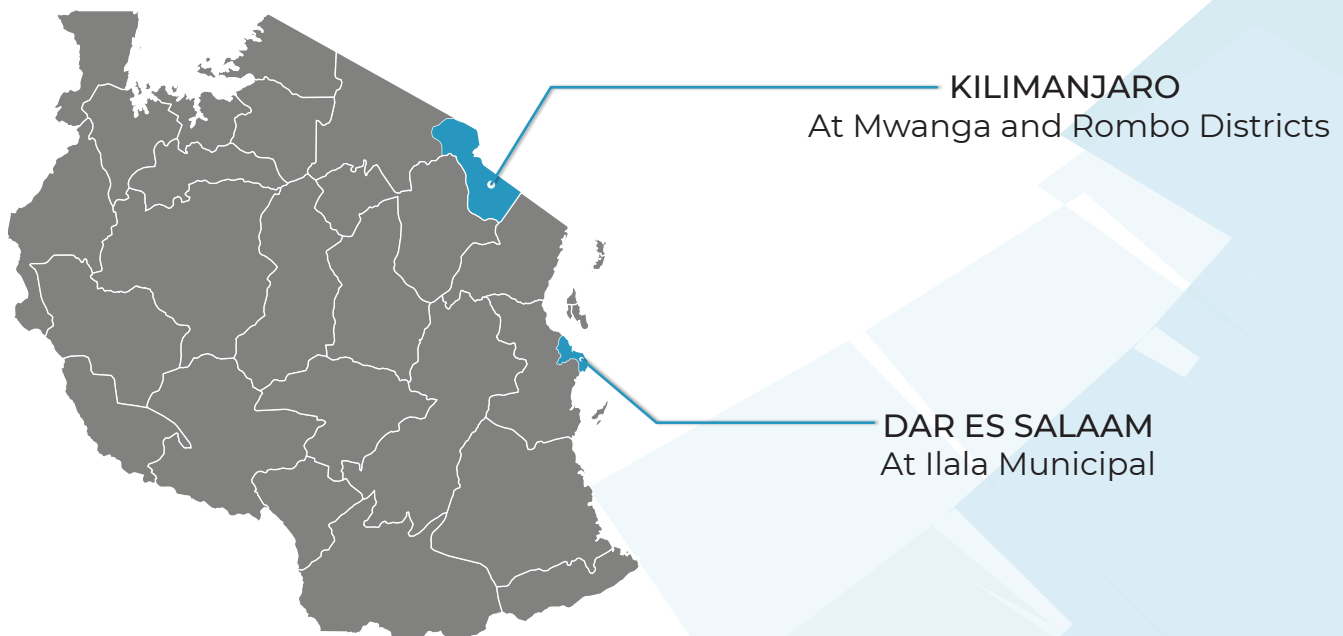 KILIMANJARO
At Mwanga and Rombo Districts
DAR ES SALAAM
At Ilala Municipal